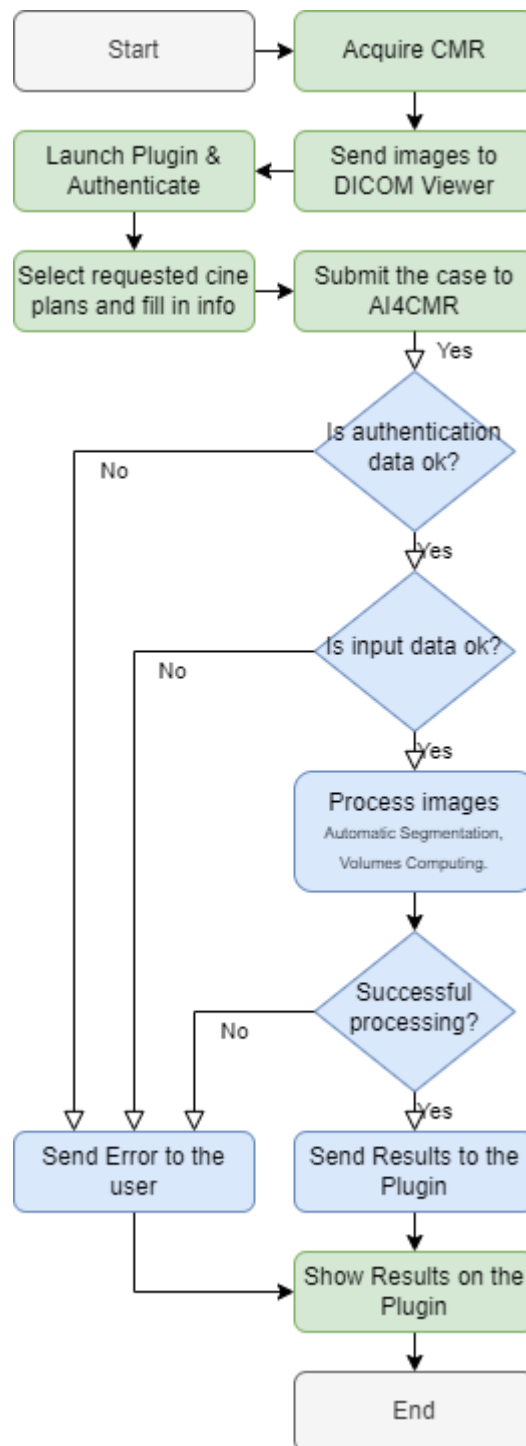 Start
Acquire CMR
Launch Plugin &
Authenticate
Send images to
DICOM Viewer
Select requested cine
plans and fill in info
Submit the case to
AI4CMR
Yes
Is authentication
data ok?
No
Yes
Is input data ok?
No
Yes
Process images
Automatic Segmentation,
Volumes Computing.
Successful
processing?
No
Yes
Send Error to the
user
Send Results to the
Plugin
Show Results on the
Plugin
End